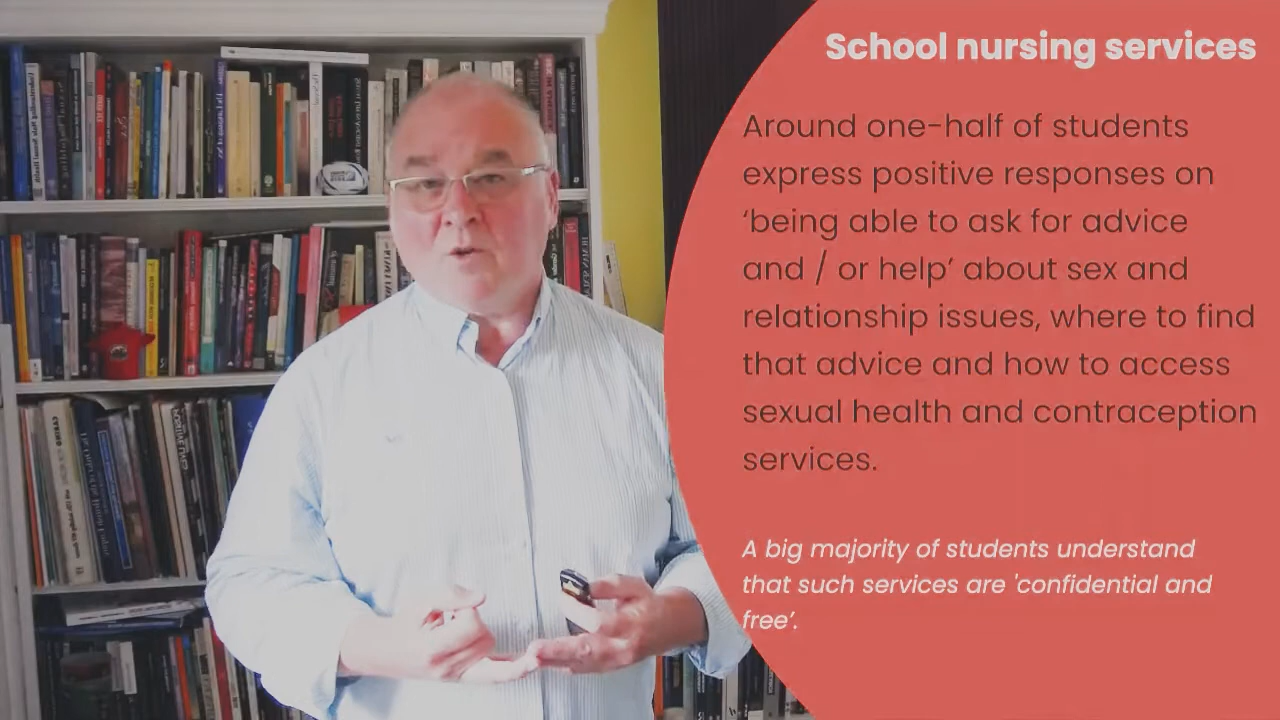 School nursing services
Around one-half of students
express positive responses on
‘being able to ask for advice
and / or help’ about sex and
relationship issues, where to find
that advice and how to access
sexual health and contraception
services.
A big majority of students understand
that such services are 'confidential and
free’.